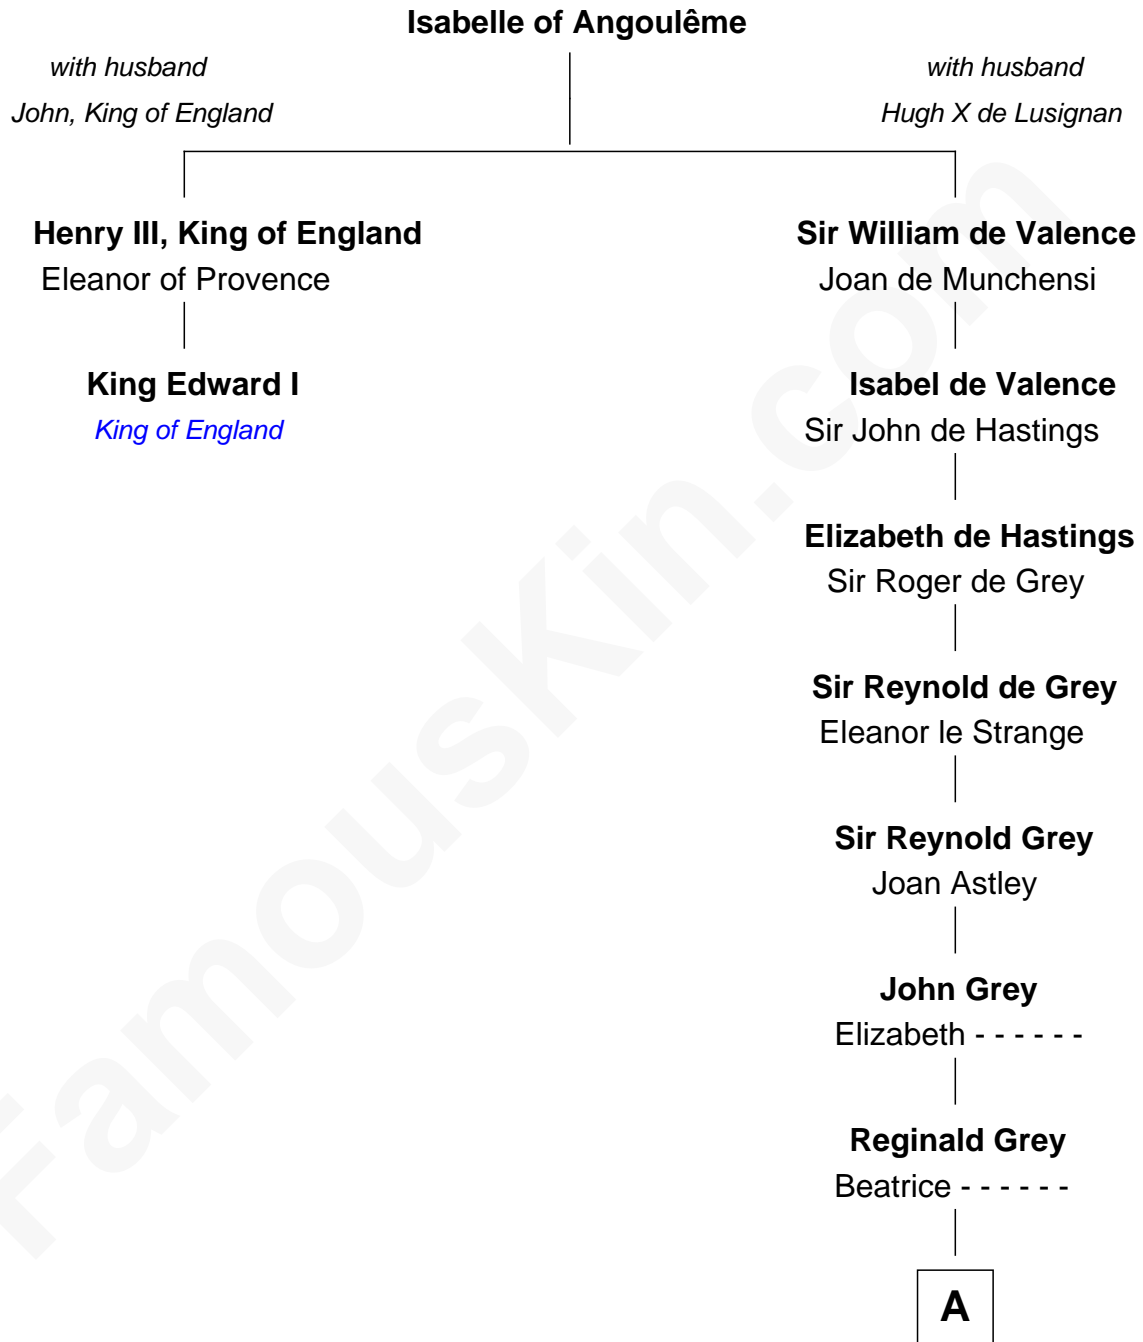 Isabelle of Angoulême
with husband
John, King of England
with husband
Hugh X de Lusignan
Henry III, King of England
Eleanor of Provence
Sir William de Valence
Joan de Munchensi
King Edward I
King of England
Isabel de Valence
Sir John de Hastings
Elizabeth de Hastings
Sir Roger de Grey
Sir Reynold de Grey
Eleanor le Strange
Sir Reynold Grey
Joan Astley
John Grey
Elizabeth - - - - - -
Reginald Grey
Beatrice - - - - - -
A
FamousKin.com